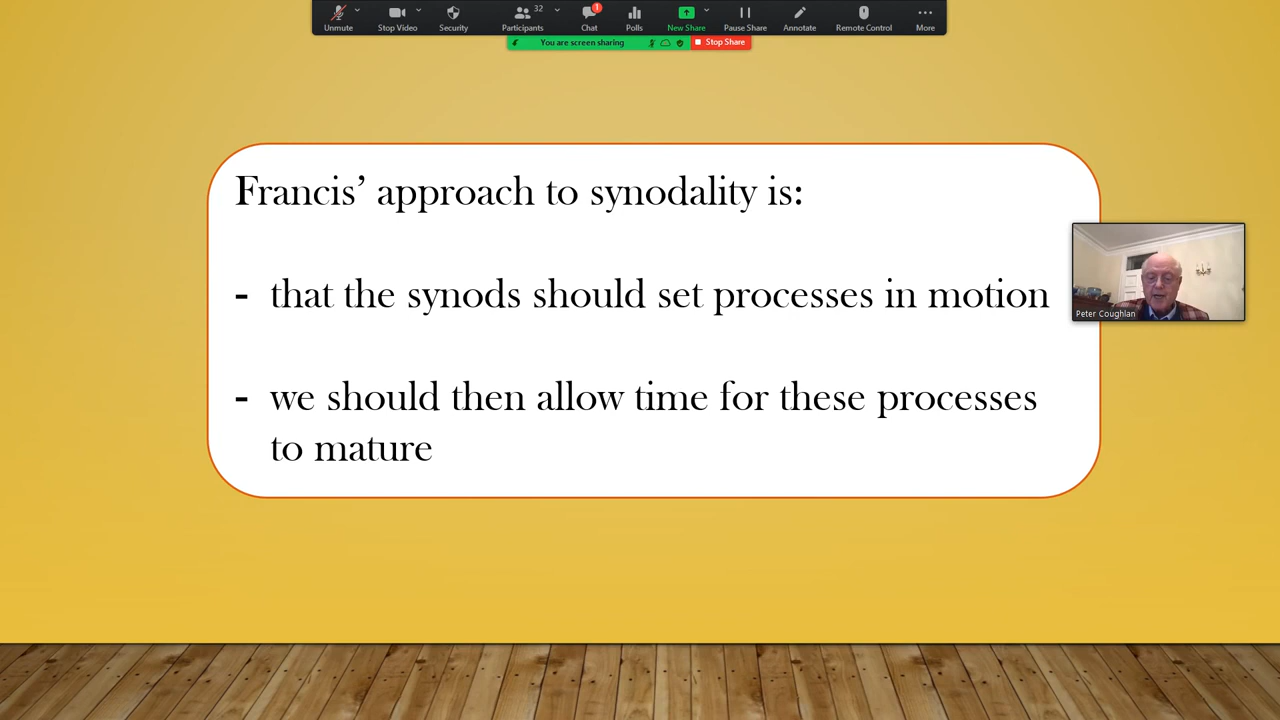 Unmute
Stop Video
Security
Participants
32
Chat
1
Polls
New Share
Pause Share
Annotate
Remote Control
More
You are screen sharing
Stop Share
Francis’ approach to synodality is:
- that the synods should set processes in motion
- we should then allow time for these processes
to mature
Peter Coughlan